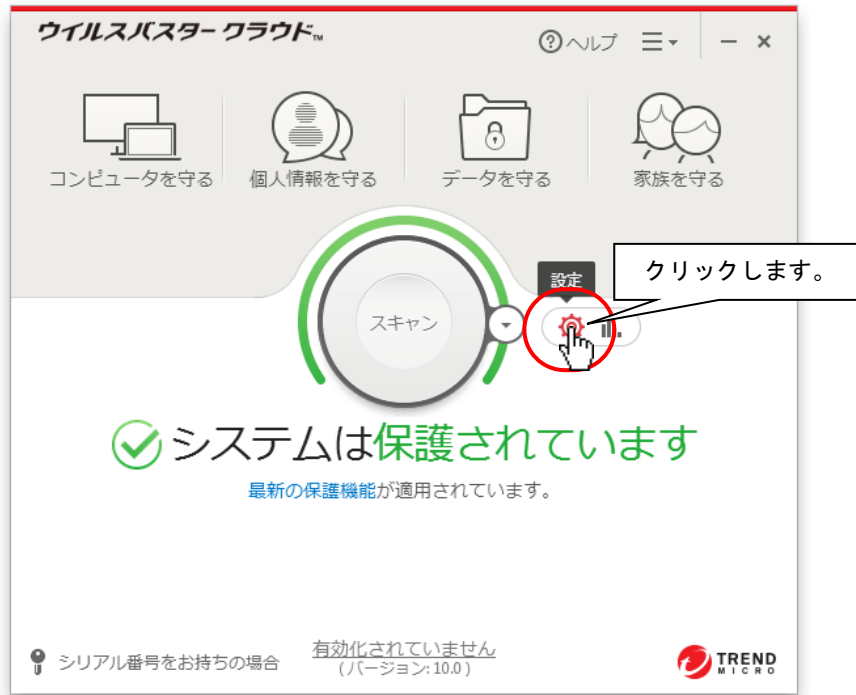 ウイルスバスター クラウド™
?ヘルプ
コンピュータを守る
個人情報を守る
データを守る
家族を守る
設定
クリックします。
スキャン
システムは保護されています
最新の保護機能が適用されています。
シリアル番号をお持ちの場合
有効化されていません
(バージョン:10.0)
TREND
MICRO